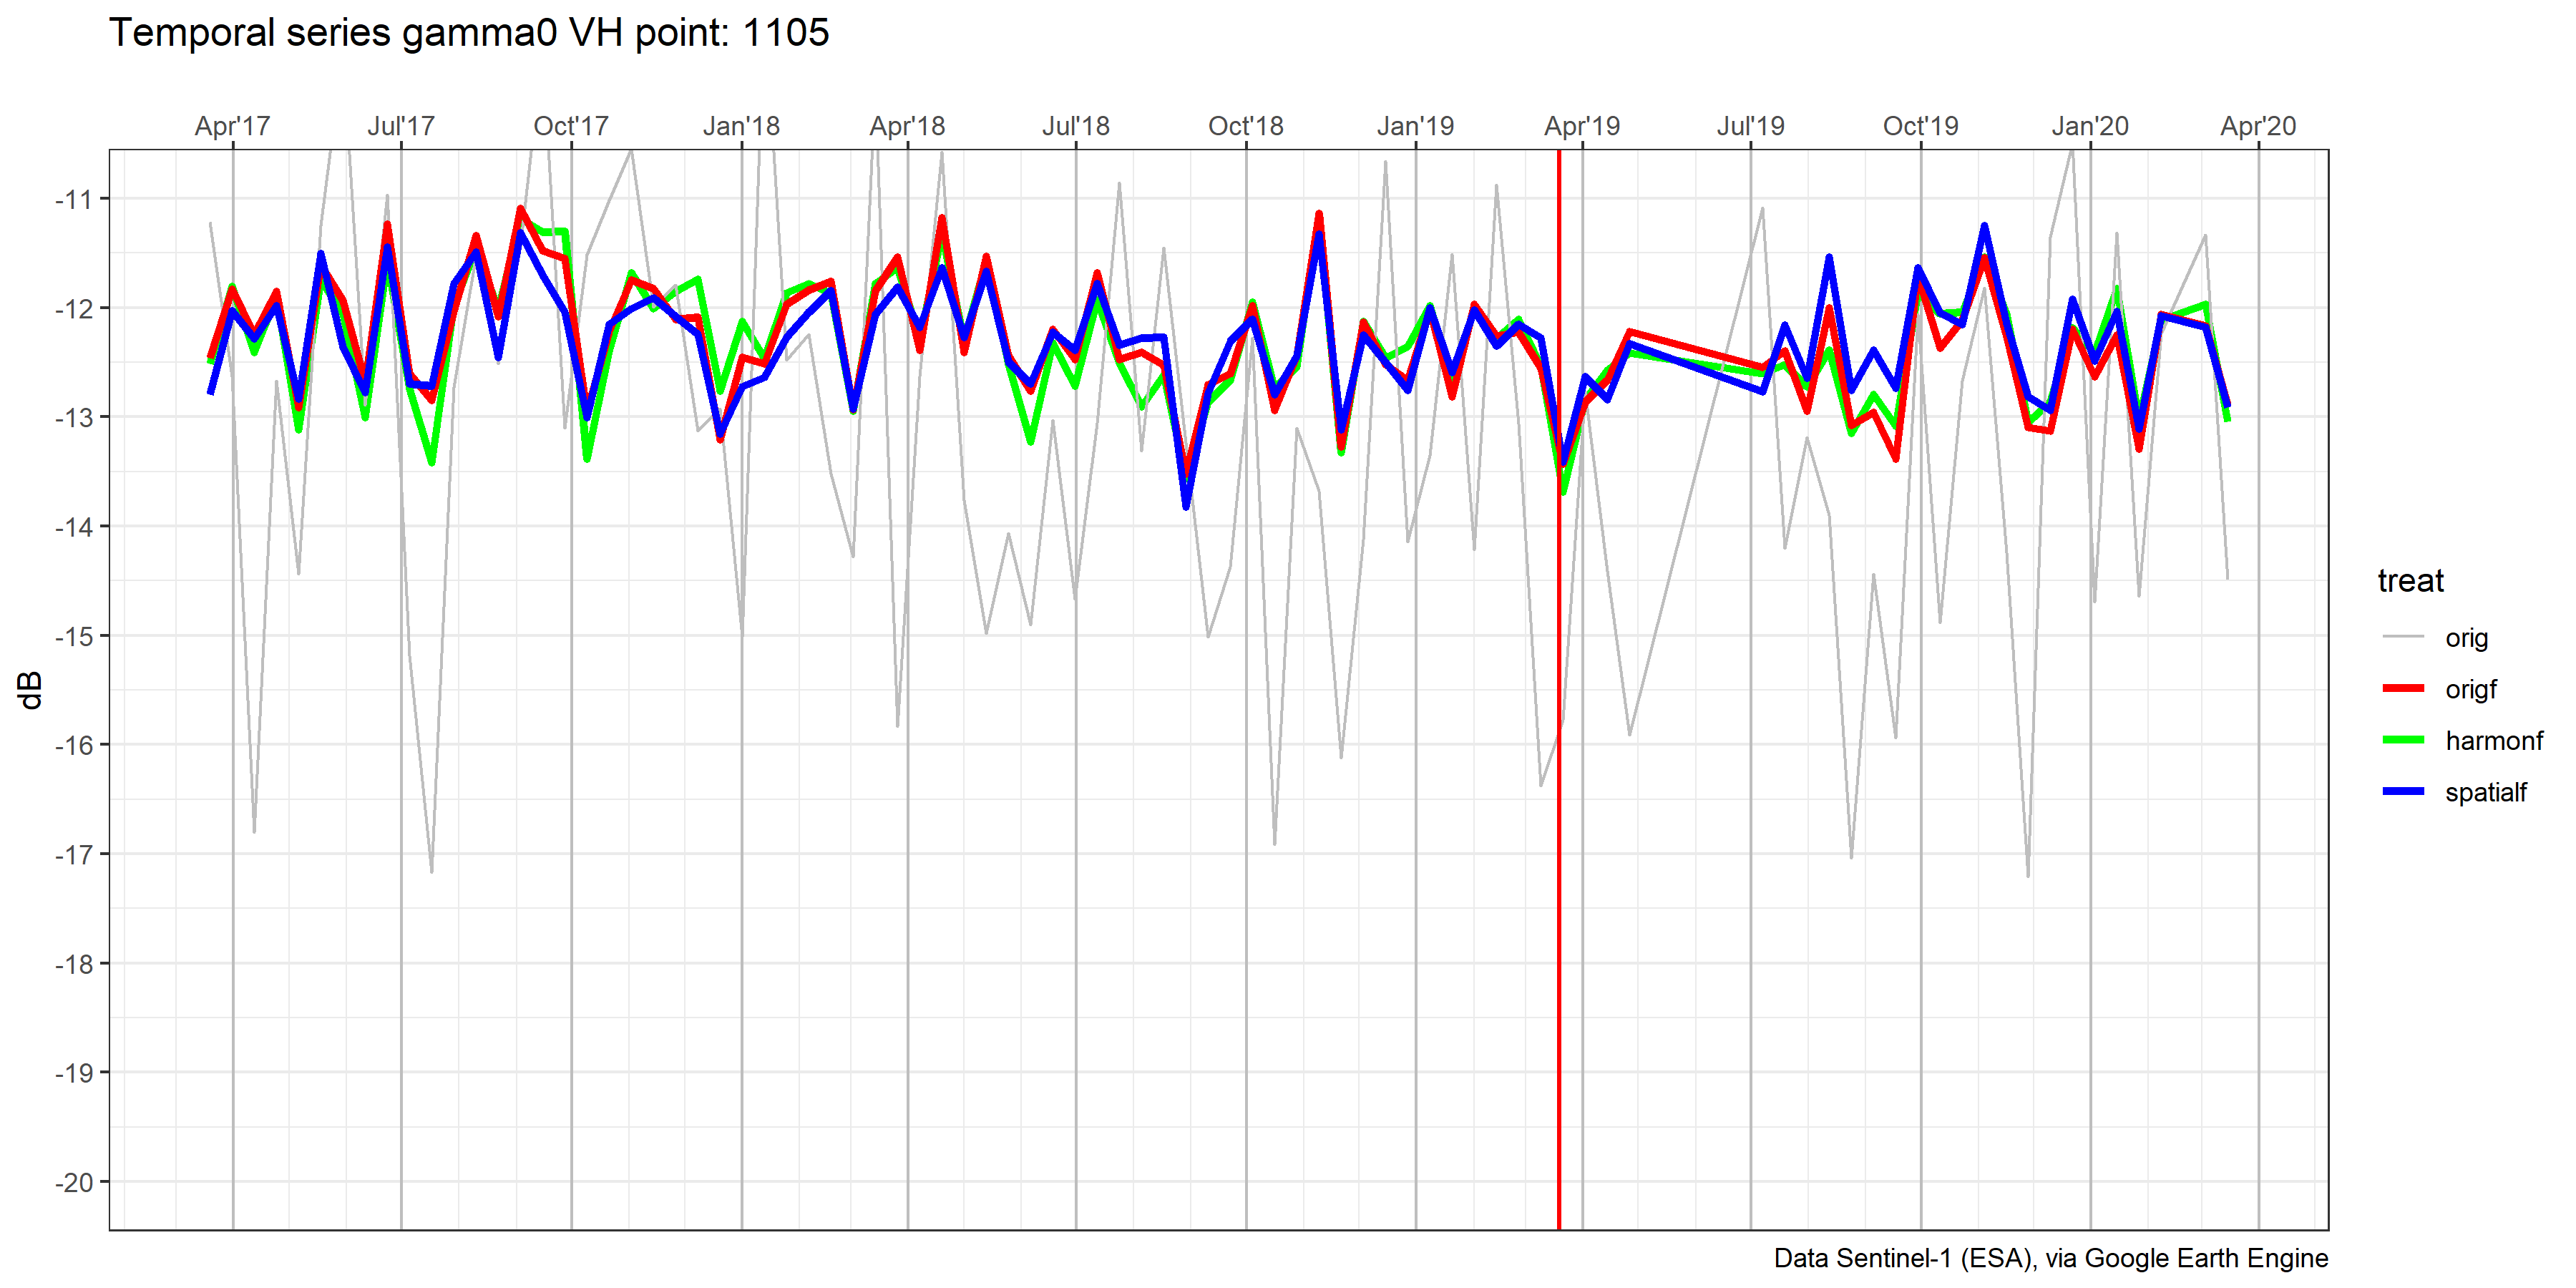 Temporal series gamma0 VH point: 1105
Apr'17 Jul'17 Oct'17 Jan'18 Apr'18 Jul'18 Oct'18 Jan'19 Apr'19 Jul'19 Oct'19 Jan'20 Apr'20
-11
-12
-13
-14
-15
-16
-17
-18
-19
-20
dB
treat
orig
origf
harmonf
spatialf
Data Sentinel-1 (ESA), via Google Earth Engine